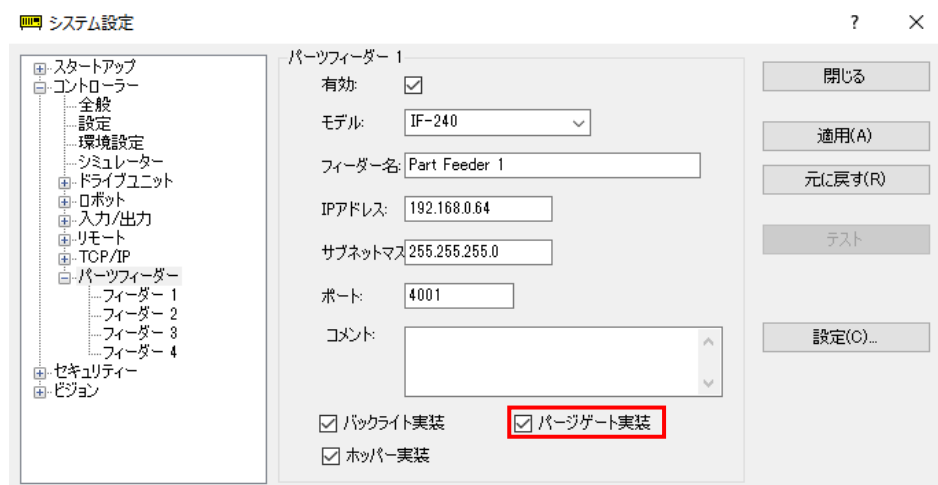 システム設定
?
×
スタートアップ
コントローラー
全般
設定
環境設定
シミュレーター
ドライブユニット
ロボット
入力/出力
リモート
TCP/IP
パーツフィーダー
フィーダー 1
フィーダー 2
フィーダー 3
フィーダー 4
セキュリティー
ビジョン
パーツフィーダー 1
有効:
モデル: IF-240
フィーダー名: Part Feeder 1
IPアドレス: 192.168.0.64
サブネットマス 255.255.255.0
ポート: 4001
コメント:
バックライト実装 パージゲート実装
ホッパー実装
閉じる
適用(A)
元に戻す(R)
テスト
設定(C)...